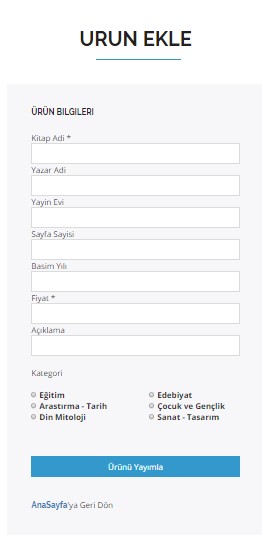 URUN EKLE
ÜRÜN BILGILERI
Kitap Adi *
Yazar Adi
Yayin Evi
Sayfa Sayisi
Basim Yılı
Fiyat *
Açıklama
Kategori
Eğitim
Edebiyat
Arastırma - Tarih
Çocuk ve Gençlik
Din Mitoloji
Sanat - Tasarım
Ürünü Yayımla
AnaSayfa'ya Geri Dön